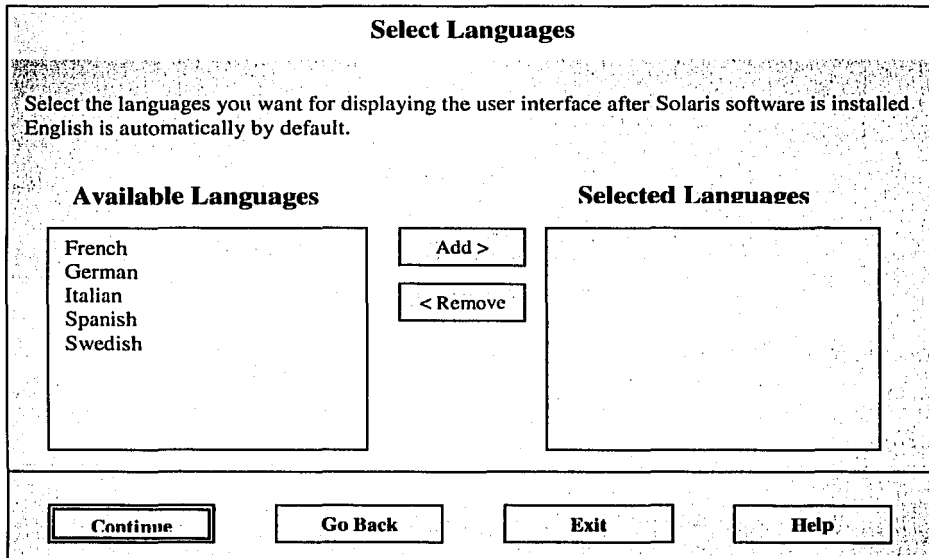 Select Languages
Select the languages you want for displaying the user interface after Solaris software is installed
English is automatically by default.
Available Languages
Selected Languages
French
German
Italian
Spanish
Swedish
Add >
< Remove
Continue
Go Back
Exit
Help